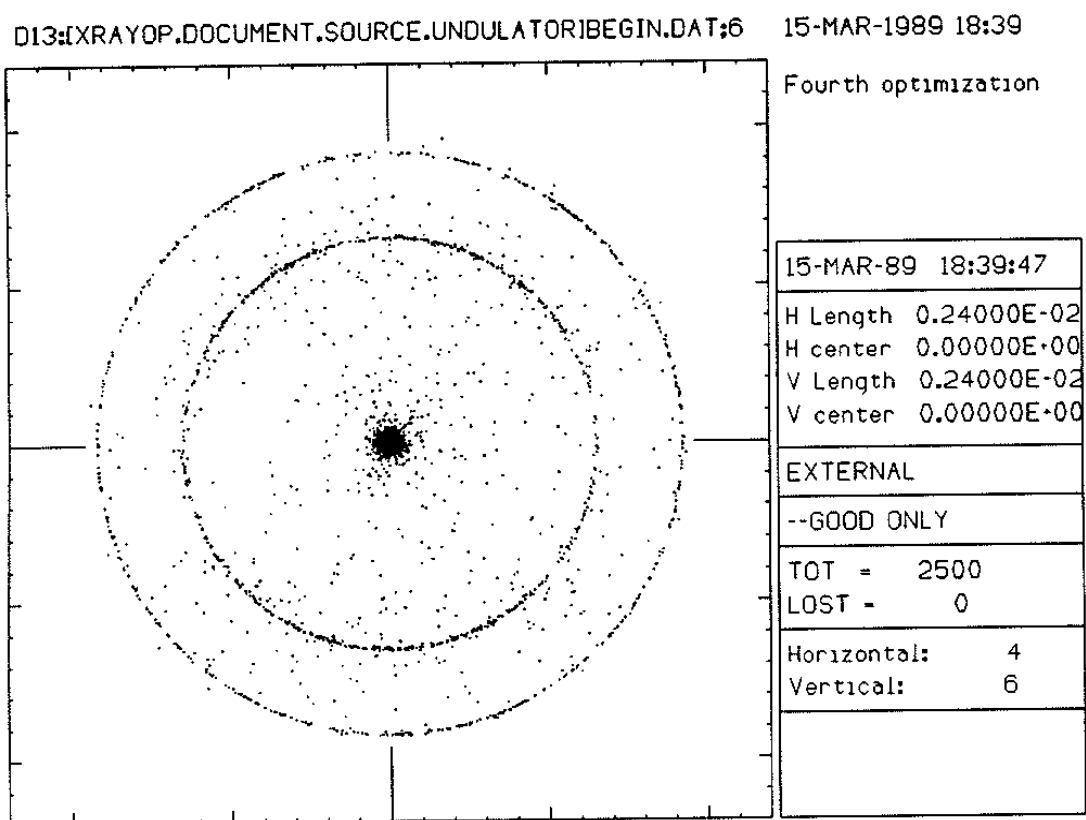 D13:[XRAYOP.DOCUMENT.SOURCE.UNDULATOR]BEGIN.DAT;6 15-MAR-1989 18:39
Fourth optimization
15-MAR-89 18:39:47
H Length 0.24000E-02
H center 0.00000E+00
V Length 0.24000E-02
V center 0.00000E+00
EXTERNAL
--GOOD ONLY
TOT = 2500
LOST = 0
Horizontal: 4
Vertical: 6